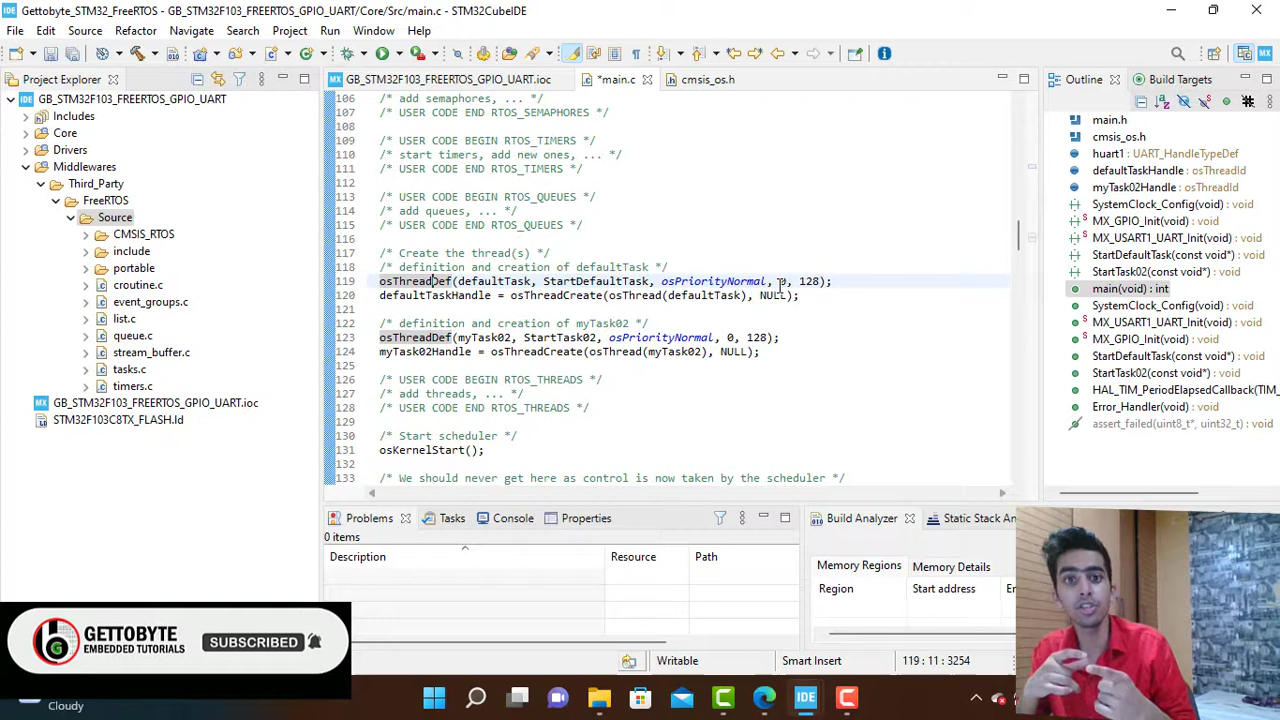 Gettobyte_STM32_FreeRTOS - GB_STM32F103_FREERTOS_GPIO_UART/Core/Src/main.c - STM32CubeIDE
File Edit Source Refactor Navigate Search Project Run Window Help
Project Explorer
GB_STM32F103_FREERTOS_GPIO_UART
Includes
Core
Drivers
Middlewares
Third_Party
FreeRTOS
Source
CMSIS_RTOS
include
portable
croutine.c
event_groups.c
list.c
queue.c
stream_buffer.c
tasks.c
timers.c
GB_STM32F103_FREERTOS_GPIO_UART.ioc
STM32F103C8TX_FLASH.ld
MX GB_STM32F103_FREERTOS_GPIO_UART.ioc
*main.c
cmsis_os.h
106 /* add semaphores, ... */
107 /* USER CODE END RTOS_SEMAPHORES */
108
109 /* USER CODE BEGIN RTOS_TIMERS */
110 /* start timers, add new ones, ... */
111 /* USER CODE END RTOS_TIMERS */
112
113 /* USER CODE BEGIN RTOS_QUEUES */
114 /* add queues, ... */
115 /* USER CODE END RTOS_QUEUES */
116
117 /* Create the thread(s) */
118 /* definition and creation of defaultTask */
119 osThreadDef(defaultTask, StartDefaultTask, osPriorityNormal, 0, 128);
120 defaultTaskHandle = osThreadCreate(osThread(defaultTask), NULL);
121
122 /* definition and creation of myTask02 */
123 osThreadDef(myTask02, StartTask02, osPriorityNormal, 0, 128);
124 myTask02Handle = osThreadCreate(osThread(myTask02), NULL);
125
126 /* USER CODE BEGIN RTOS_THREADS */
127 /* add threads, ... */
128 /* USER CODE END RTOS_THREADS */
129
130 /* Start scheduler */
131 osKernelStart();
132
133 /* We should never get here as control is now taken by the scheduler */
Outline
Build Targets
main.h
cmsis_os.h
huart1 : UART_HandleTypeDef
defaultTaskHandle : osThreadId
myTask02Handle : osThreadId
SystemClock_Config(void) : void
MX_GPIO_Init(void) : void
MX_USART1_UART_Init(void) : void
StartDefaultTask(const void*) : void
StartTask02(const void*) : void
main(void) : int
SystemClock_Config(void) : void
MX_USART1_UART_Init(void) : void
MX_GPIO_Init(void) : void
StartDefaultTask(const void*) : void
StartTask02(const void*) : void
HAL_TIM_PeriodElapsedCallback(TIM_
Error_Handler(void) : void
assert_failed(uint8_t*, uint32_t) : void
Problems Tasks Console Properties
0 items
Description Resource Path
Build Analyzer Static Stack An
Memory Regions Memory Details
Region Start address
Writable Smart Insert 119 : 11 : 3254
GETTOBYTE
EMBEDDED TUTORIALS
SUBSCRIBED
Cloudy
IDE